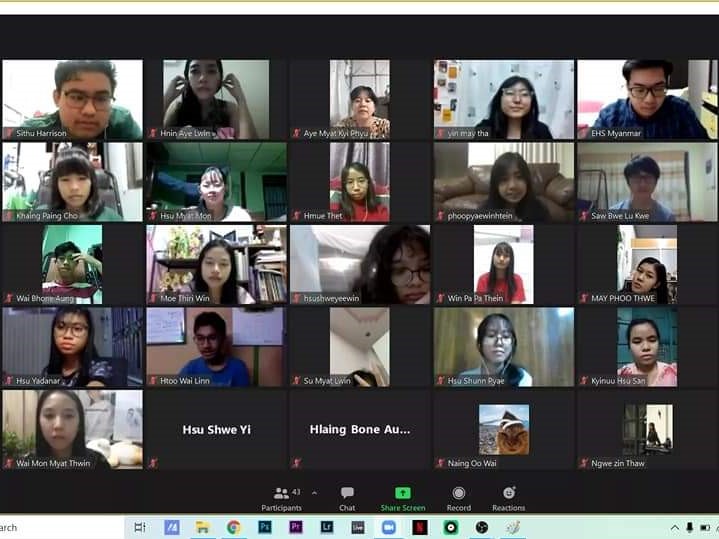 Sithu Harrison
Hnin Aye Lwin
Aye Myat Kyi Phyu
yin may tha
EHS Myanmar
Khaing Paing Cho
Hsu Myat Mon
Hmue Thet
phoopyaewinhtein
Saw Bwe Lu Kwe
Wai Bhone Aung
Moe Thiri Win
hsushweyeewin
Win Pa Pa Thein
MAY PHOO THWE
Hsu Yadanar
Htoo Wai Linn
Su Myat Lwin
Hsu Shunn Pyae
Kyinuu Hsu San
Wai Mon Myat Thwin
Hsu Shwe Yi
Hlaing Bone Au...
Naing Oo Wai
Ngwe zin Thaw
43
Participants
Chat
Share Screen
Record
Reactions
arch
Ps
Pr
Lr
Live
N